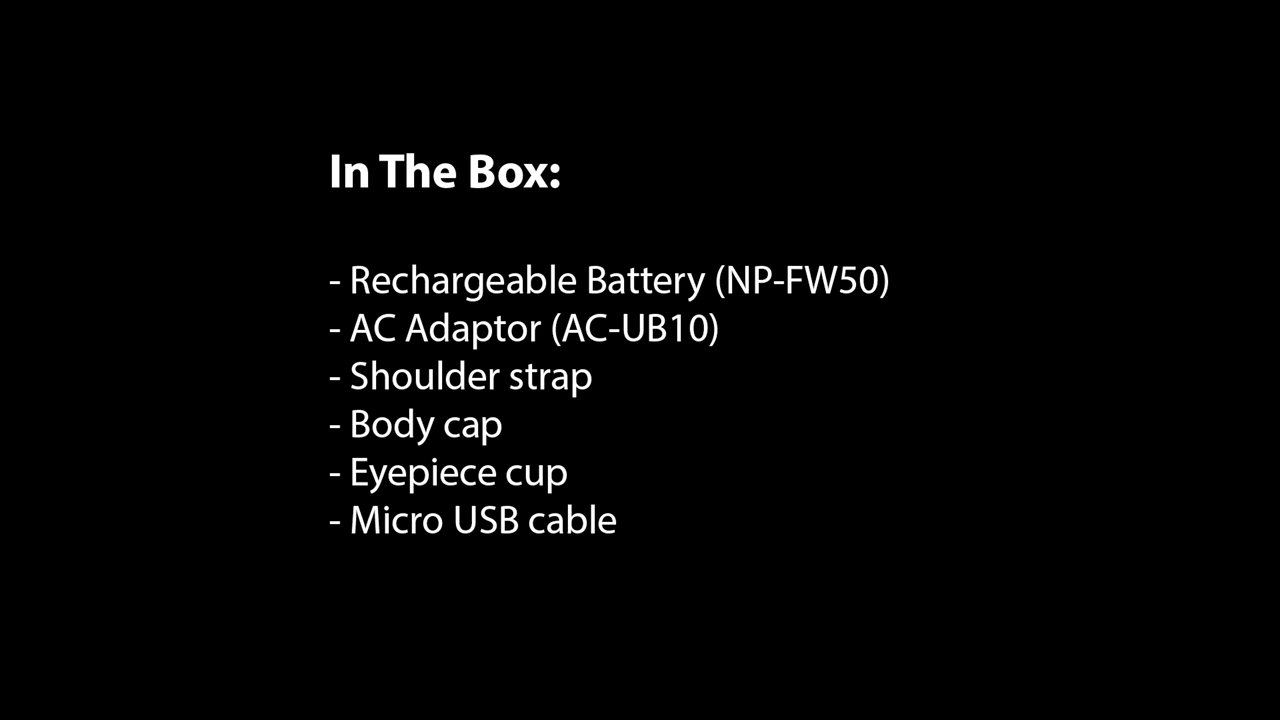 In The Box:
- Rechargeable Battery (NP-FW50)
- AC Adaptor (AC-UB10)
- Shoulder strap
- Body cap
- Eyepiece cup
- Micro USB cable